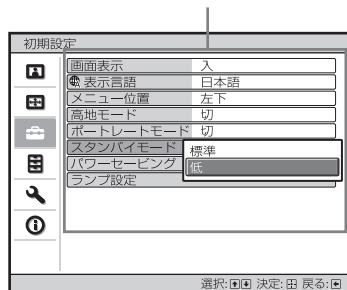 初期設定
画面表示 入
表示言語 日本語
メニュー位置 左下
高地モード 切
ポートレートモード 切
スタンバイモード 標準
パワーセービング 低
ランプ設定
選択: 決定: 戻る: